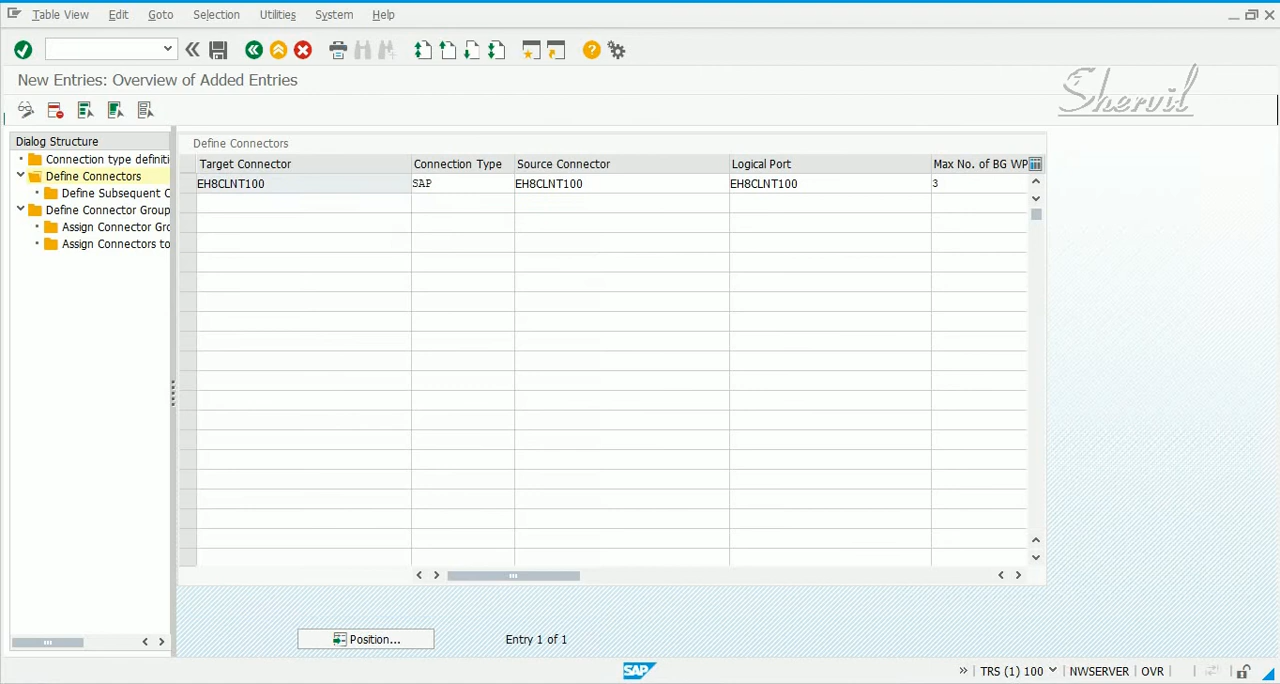 Table View Edit Goto Selection Utilities System Help
New Entries: Overview of Added Entries
Shervil
Dialog Structure
Connection type definiti
Define Connectors
Define Subsequent C
Define Connector Group
Assign Connector Gro
Assign Connectors to
Define Connectors
Target Connector Connection Type Source Connector Logical Port Max No. of BG WP
EH8CLNT100 SAP EH8CLNT100 EH8CLNT100 3
Position... Entry 1 of 1
SAP TRS (1) 100 NWSERVER OVR